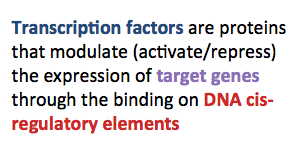 Transcription factors are proteins
that modulate (activate/repress)
the expression of target genes
through the binding on DNA cis-
regulatory elements